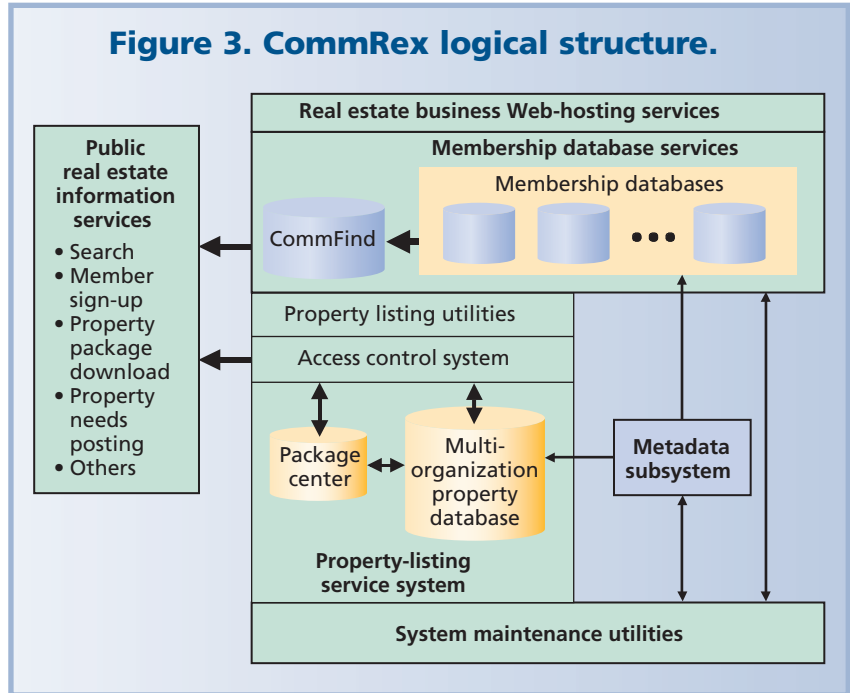 Figure 3. CommRex logical structure.
Real estate business Web-hosting services
Public
real estate
information
services
• Search
• Member
sign-up
• Property
package
download
• Property
needs
posting
• Others
Membership database services
Membership databases
CommFind
Property listing utilities
Access control system
Package
center
Multi-
organization
property
database
Metadata
subsystem
Property-listing
service system
System maintenance utilities